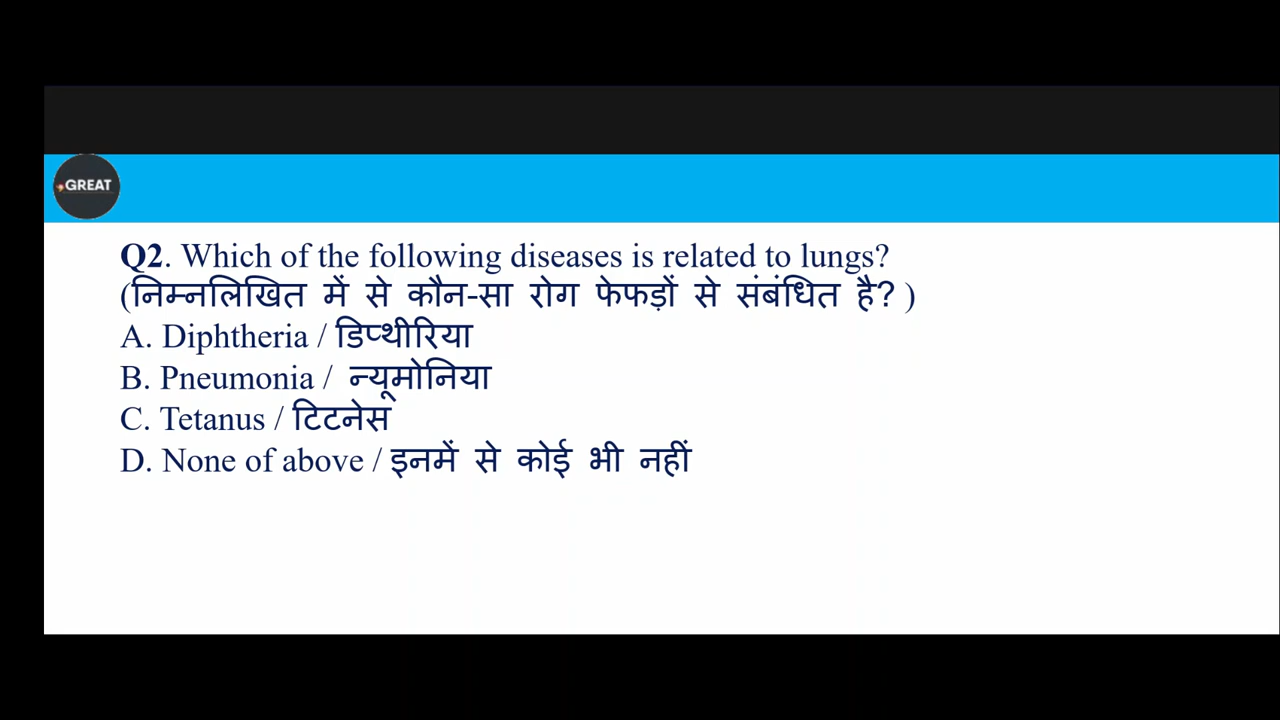 GREAT
Q2. Which of the following diseases is related to lungs?
(निम्नलिखित में से कौन-सा रोग फेफड़ों से संबंधित है? )
A. Diphtheria / डिप्थीरिया
B. Pneumonia / न्यूमोनिया
C. Tetanus / टिटनेस
D. None of above / इनमें से कोई भी नहीं